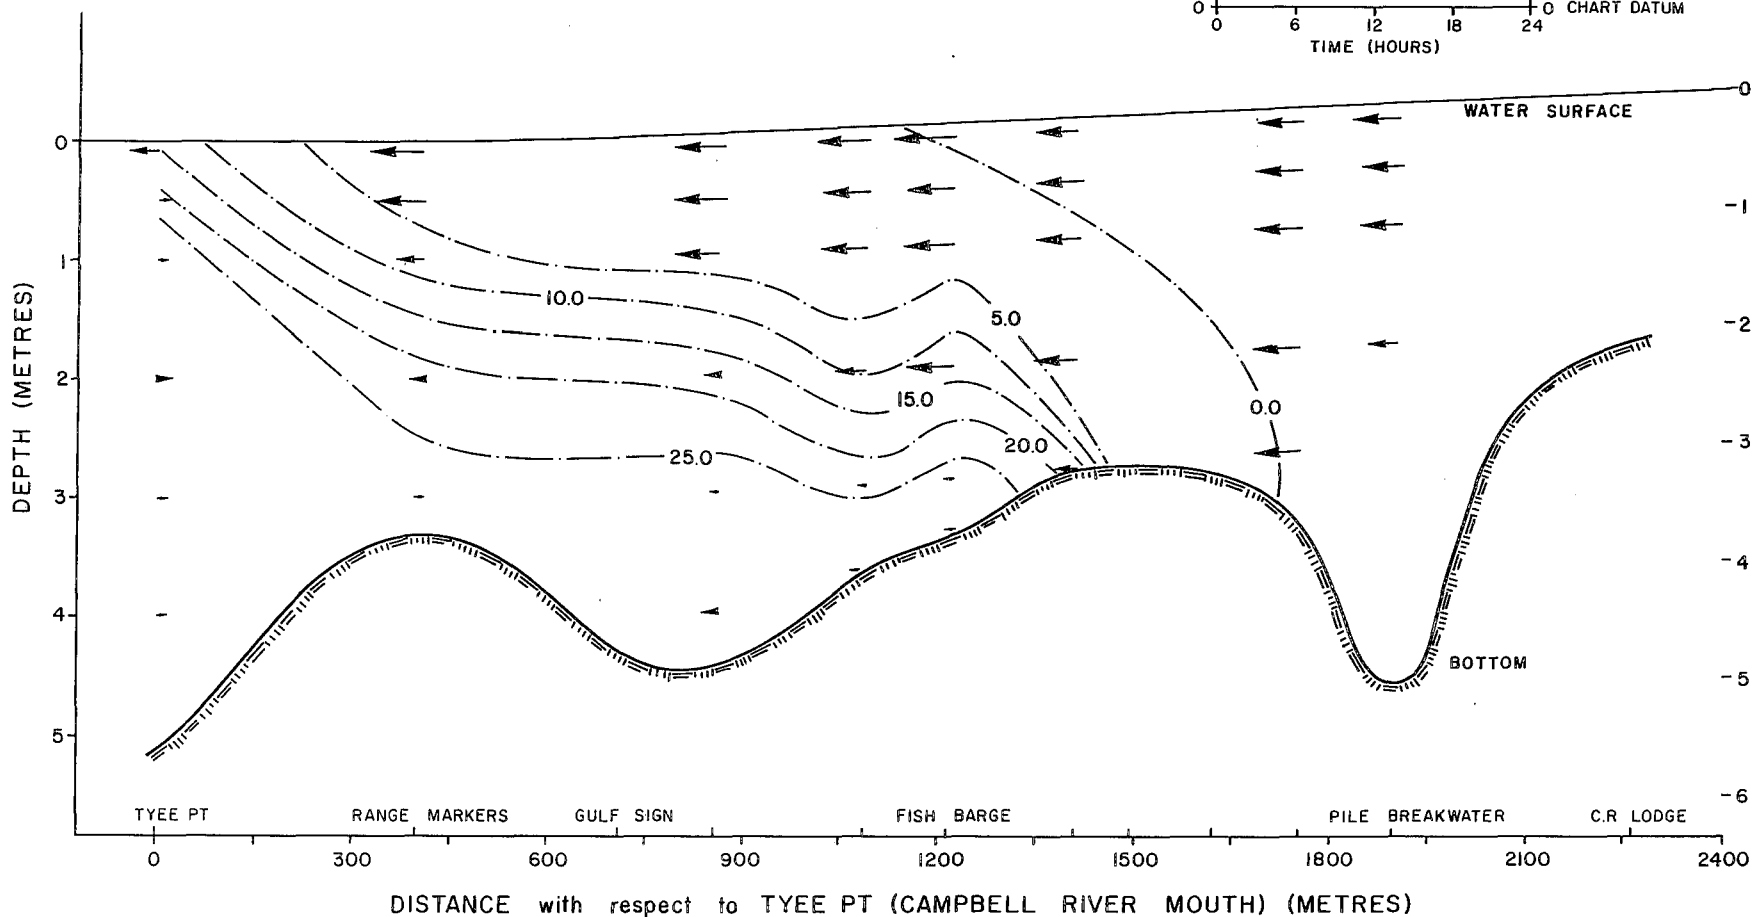 0 0 CHART DATUM
0 6 12 18 24
TIME (HOURS)
0
WATER SURFACE
0
-1
1
10.0
5.0
-2
2
15.0
0.0
20.0
-3
25.0
3
-4
4
BOTTOM
-5
5
-6
TYEE PT RANGE MARKERS GULF SIGN FISH BARGE PILE BREAKWATER C.R LODGE
0 300 600 900 1200 1500 1800 2100 2400
DEPTH (METRES)
DISTANCE with respect to TYEE PT (CAMPBELL RIVER MOUTH) (METRES)